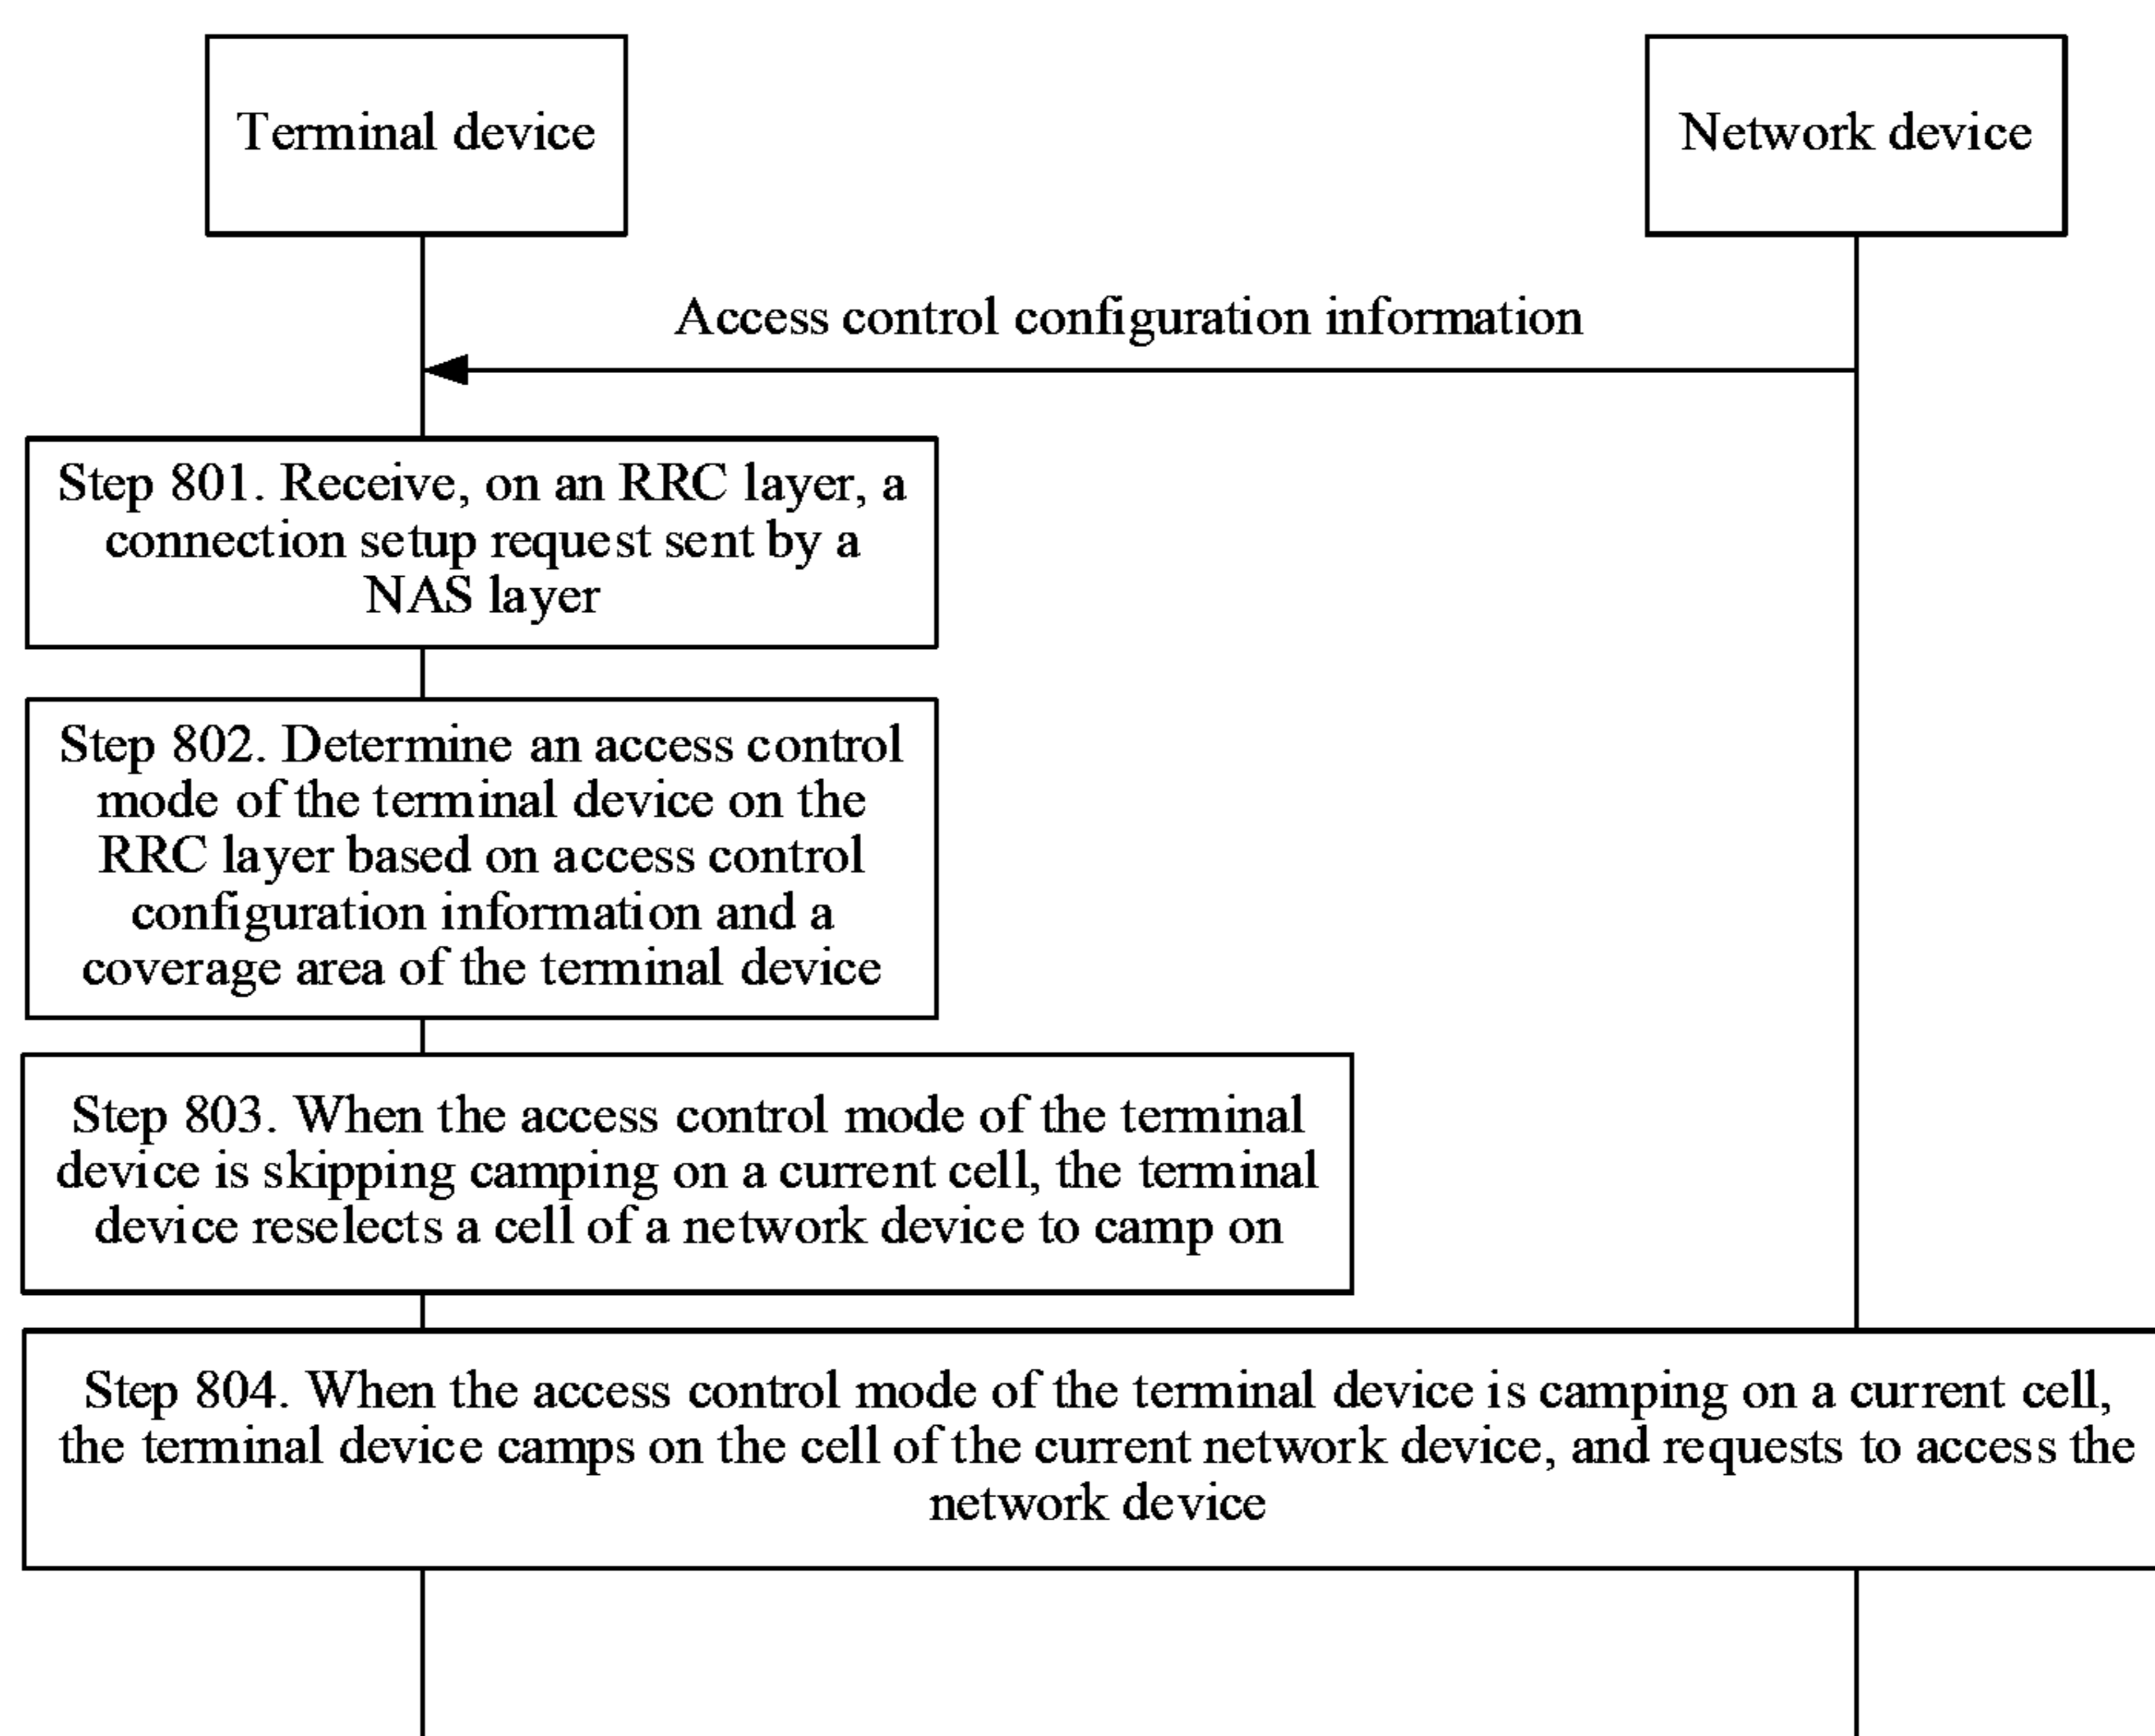 Terminal device
Network device
Access control configuration information
Step 801. Receive, on an RRC layer, a
connection setup request sent by a
NAS layer
Step 802. Determine an access control
mode of the terminal device on the
RRC layer based on access control
configuration information and a
coverage area of the terminal device
Step 803. When the access control mode of the terminal
device is skipping camping on a current cell, the terminal
device reselects a cell of a network device to camp on
Step 804. When the access control mode of the terminal device is camping on a current cell,
the terminal device camps on the cell of the current network device, and requests to access the
network device